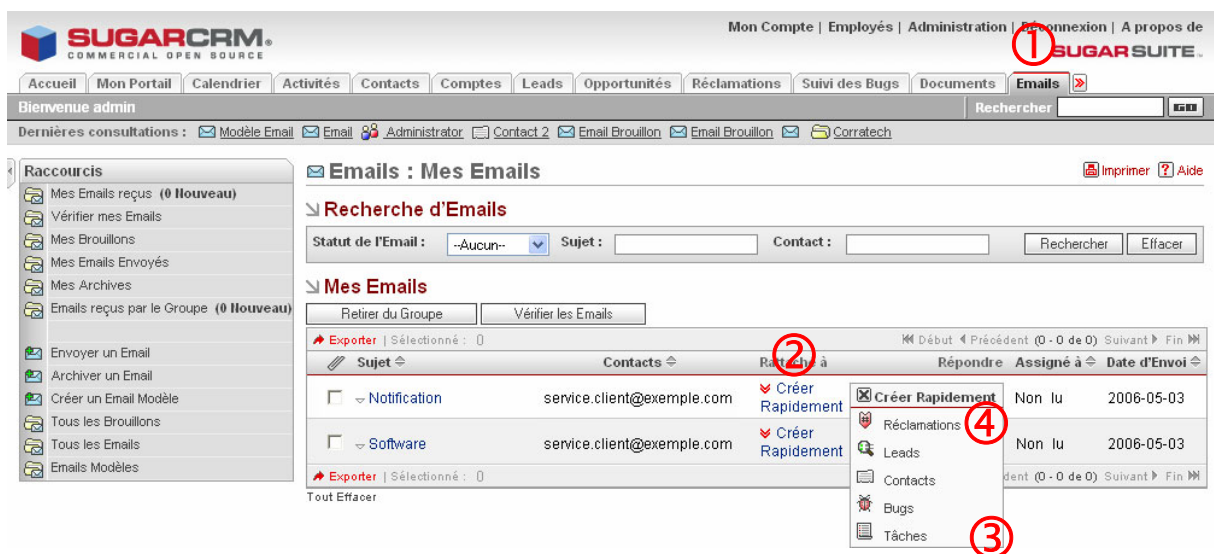 SUGARCRM.
COMMERCIAL OPEN SOURCE
Mon Compte | Employés | Administration | Déconnexion | A propos de
①
SUGARSUITE
Accueil Mon Portail Calendrier Activités Contacts Comptes Leads Opportunités Réclamations Suivi des Bugs Documents Emails
Bienvenue admin Rechercher GO
Dernières consultations : Modèle Email Email Administrator Contact 2 Email Brouillon Email Brouillon Corratech
Raccourcis
Mes Emails reçus (0 Nouveau)
Vérifier mes Emails
Mes Brouillons
Mes Emails Envoyés
Mes Archives
Emails reçus par le Groupe (0 Nouveau)
Envoyer un Email
Archiver un Email
Créer un Email Modèle
Tous les Brouillons
Tous les Emails
Emails Modèles
Emails : Mes Emails
Imprimer ? Aide
Recherche d'Emails
Statut de l'Email : --Aucun-- Sujet : Contact : Rechercher Effacer
Mes Emails
Retirer du Groupe Vérifier les Emails
Exporter | Sélectionné : 0 Début Précédent (0 - 0 de 0) Suivant Fin
②
Sujet Contacts Rattaché à Répondre Assigné à Date d'Envoi
Notification service.client@exemple.com Créer Rapidement Non lu 2006-05-03
Software service.client@exemple.com Créer Rapidement Non lu 2006-05-03
Exporter | Sélectionné : 0 dent (0 - 0 de 0) Suivant Fin
Tout Effacer
Créer Rapidement
Réclamations ④
Leads
Contacts
Bugs
Tâches ③